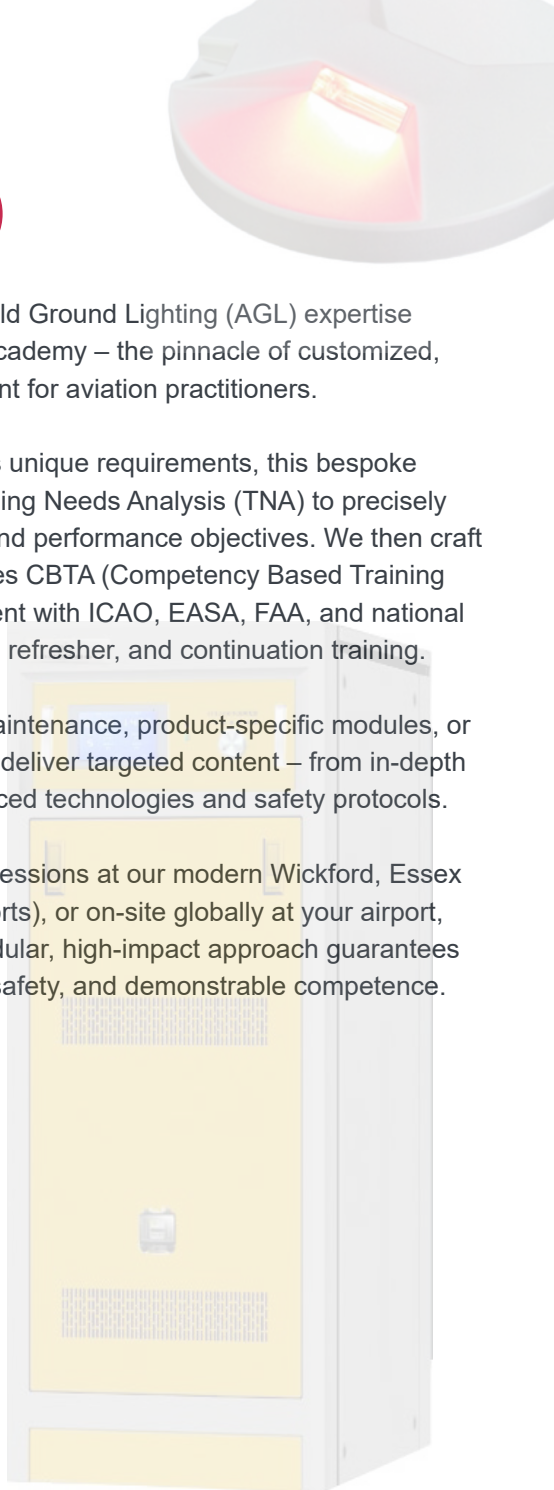 ld Ground Lighting (AGL) expertise
cademy – the pinnacle of customized,
nt for aviation practitioners.
s unique requirements, this bespoke
ing Needs Analysis (TNA) to precisely
nd performance objectives. We then craft
es CBTA (Competency Based Training
ent with ICAO, EASA, FAA, and national
refresher, and continuation training.
aintenance, product-specific modules, or
deliver targeted content – from in-depth
ced technologies and safety protocols.
essions at our modern Wickford, Essex
rts), or on-site globally at your airport,
dular, high-impact approach guarantees
safety, and demonstrable competence.